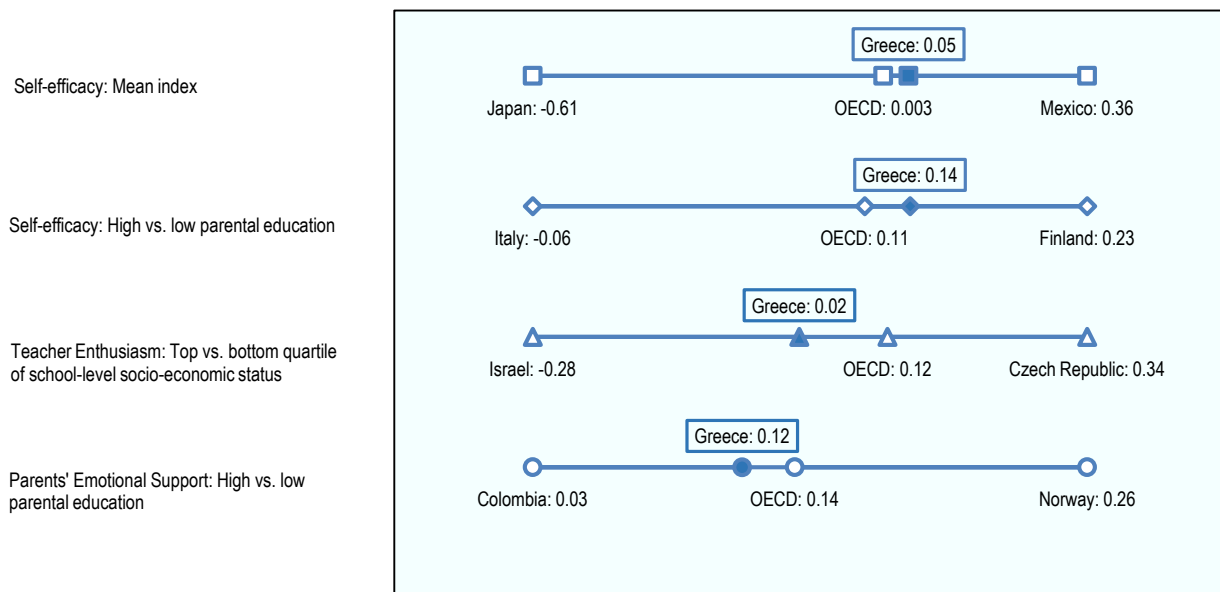 Greece: 0.05
Self-efficacy: Mean index
Japan: -0.61
OECD: 0.003
Mexico: 0.36
Greece: 0.14
Self-efficacy: High vs. low parental education
Italy: -0.06
OECD: 0.11
Finland: 0.23
Greece: 0.02
Teacher Enthusiasm: Top vs. bottom quartile
of school-level socio-economic status
Israel: -0.28
OECD: 0.12
Czech Republic: 0.34
Greece: 0.12
Parents' Emotional Support: High vs. low
parental education
Colombia: 0.03
OECD: 0.14
Norway: 0.26